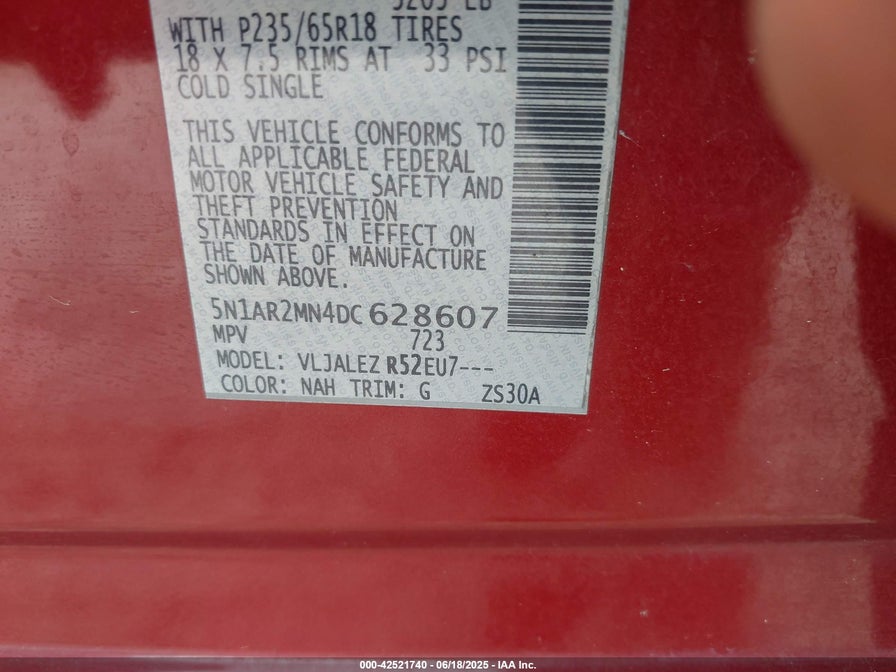 WITH P235/65R18 TIRES
18 X 7.5 RIMS AT 33 PSI
COLD SINGLE
THIS VEHICLE CONFORMS TO
ALL APPLICABLE FEDERAL
MOTOR VEHICLE SAFETY AND
THEFT PREVENTION
STANDARDS IN EFFECT ON
THE DATE OF MANUFACTURE
SHOWN ABOVE.
5N1AR2MN4DC 628607
MPV 723
MODEL: VLJALEZ R52EU7---
COLOR: NAH TRIM: G ZS30A
000-42521740 - 06/18/2025 - IAA Inc.